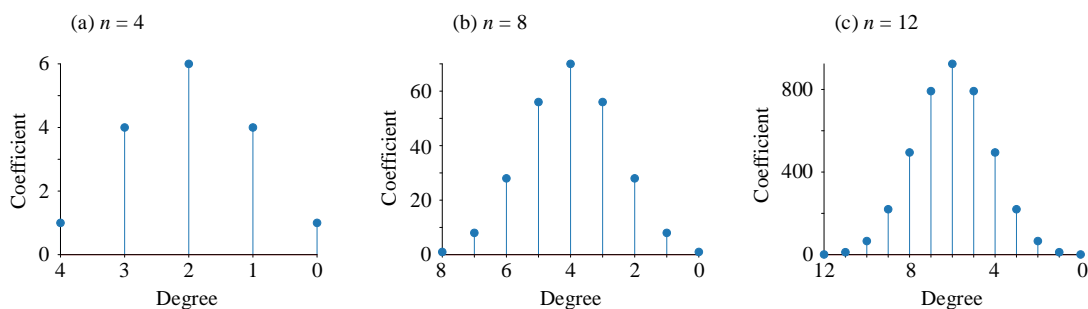 (a) n = 4
Coefficient
6
4
2
0
4 3 2 1 0
Degree
(b) n = 8
Coefficient
60
40
20
0
8 6 4 2 0
Degree
(c) n = 12
Coefficient
800
400
0
12 8 4 0
Degree